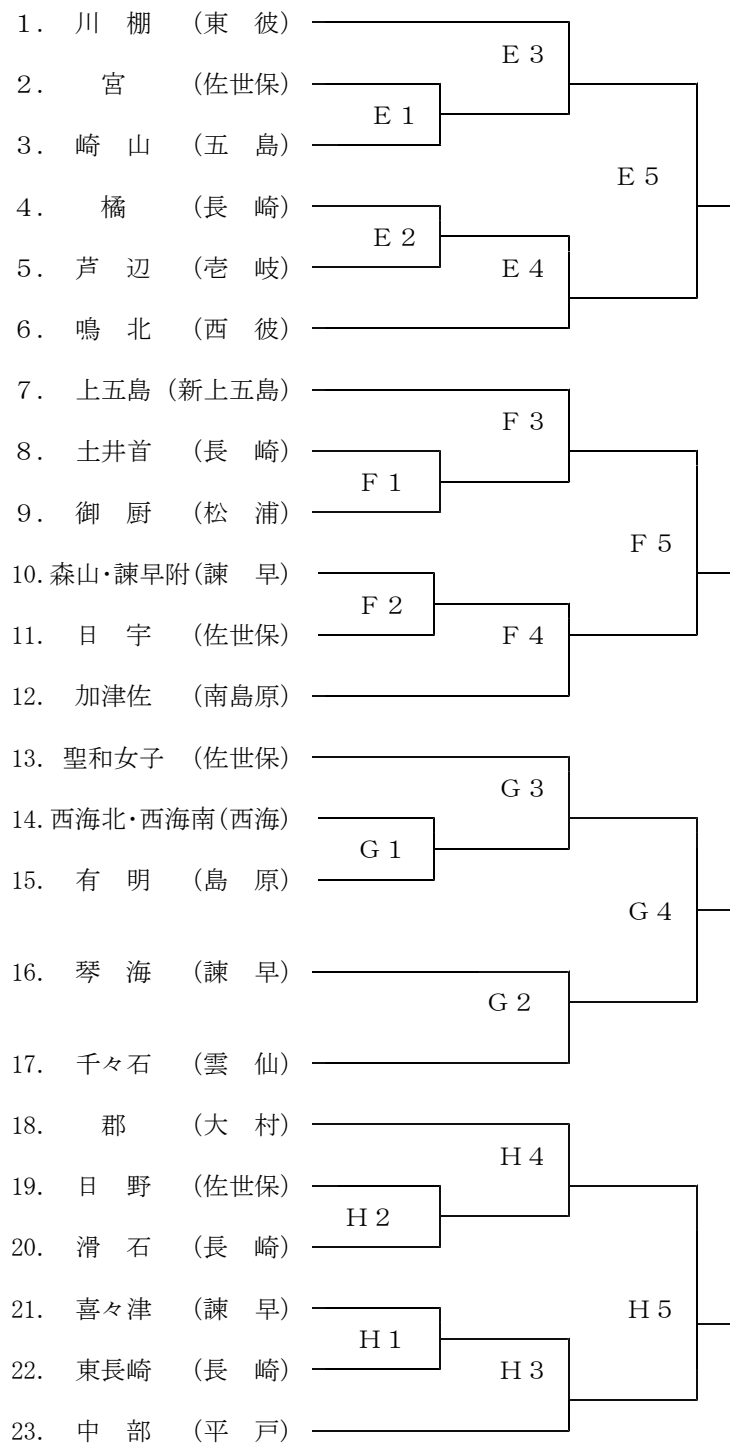 1. 川　棚　（東　彼）
E 3
2. 宮　（佐世保）
E 1
3. 崎　山　（五　島）
E 5
4. 橘　（長　崎）
E 2
5. 芦　辺　（壱　岐）
E 4
6. 鳴　北　（西　彼）
7. 上五島（新上五島）
F 3
8. 土井首　（長　崎）
F 1
9. 御　厨　（松　浦）
F 5
10. 森山・諫早附(諫　早)
F 2
11. 日　宇　（佐世保）
F 4
12. 加津佐　（南島原）
13. 聖和女子　（佐世保）
G 3
14. 西海北・西海南(西海)
G 1
15. 有　明　（島　原）
G 4
16. 琴　海　（諫　早）
G 2
17. 千々石　（雲　仙）
18. 郡　（大　村）
H 4
19. 日　野　（佐世保）
H 2
20. 滑　石　（長　崎）
21. 喜々津　（諫　早）
H 5
H 1
22. 東長崎　（長　崎）
H 3
23. 中　部　（平　戸）